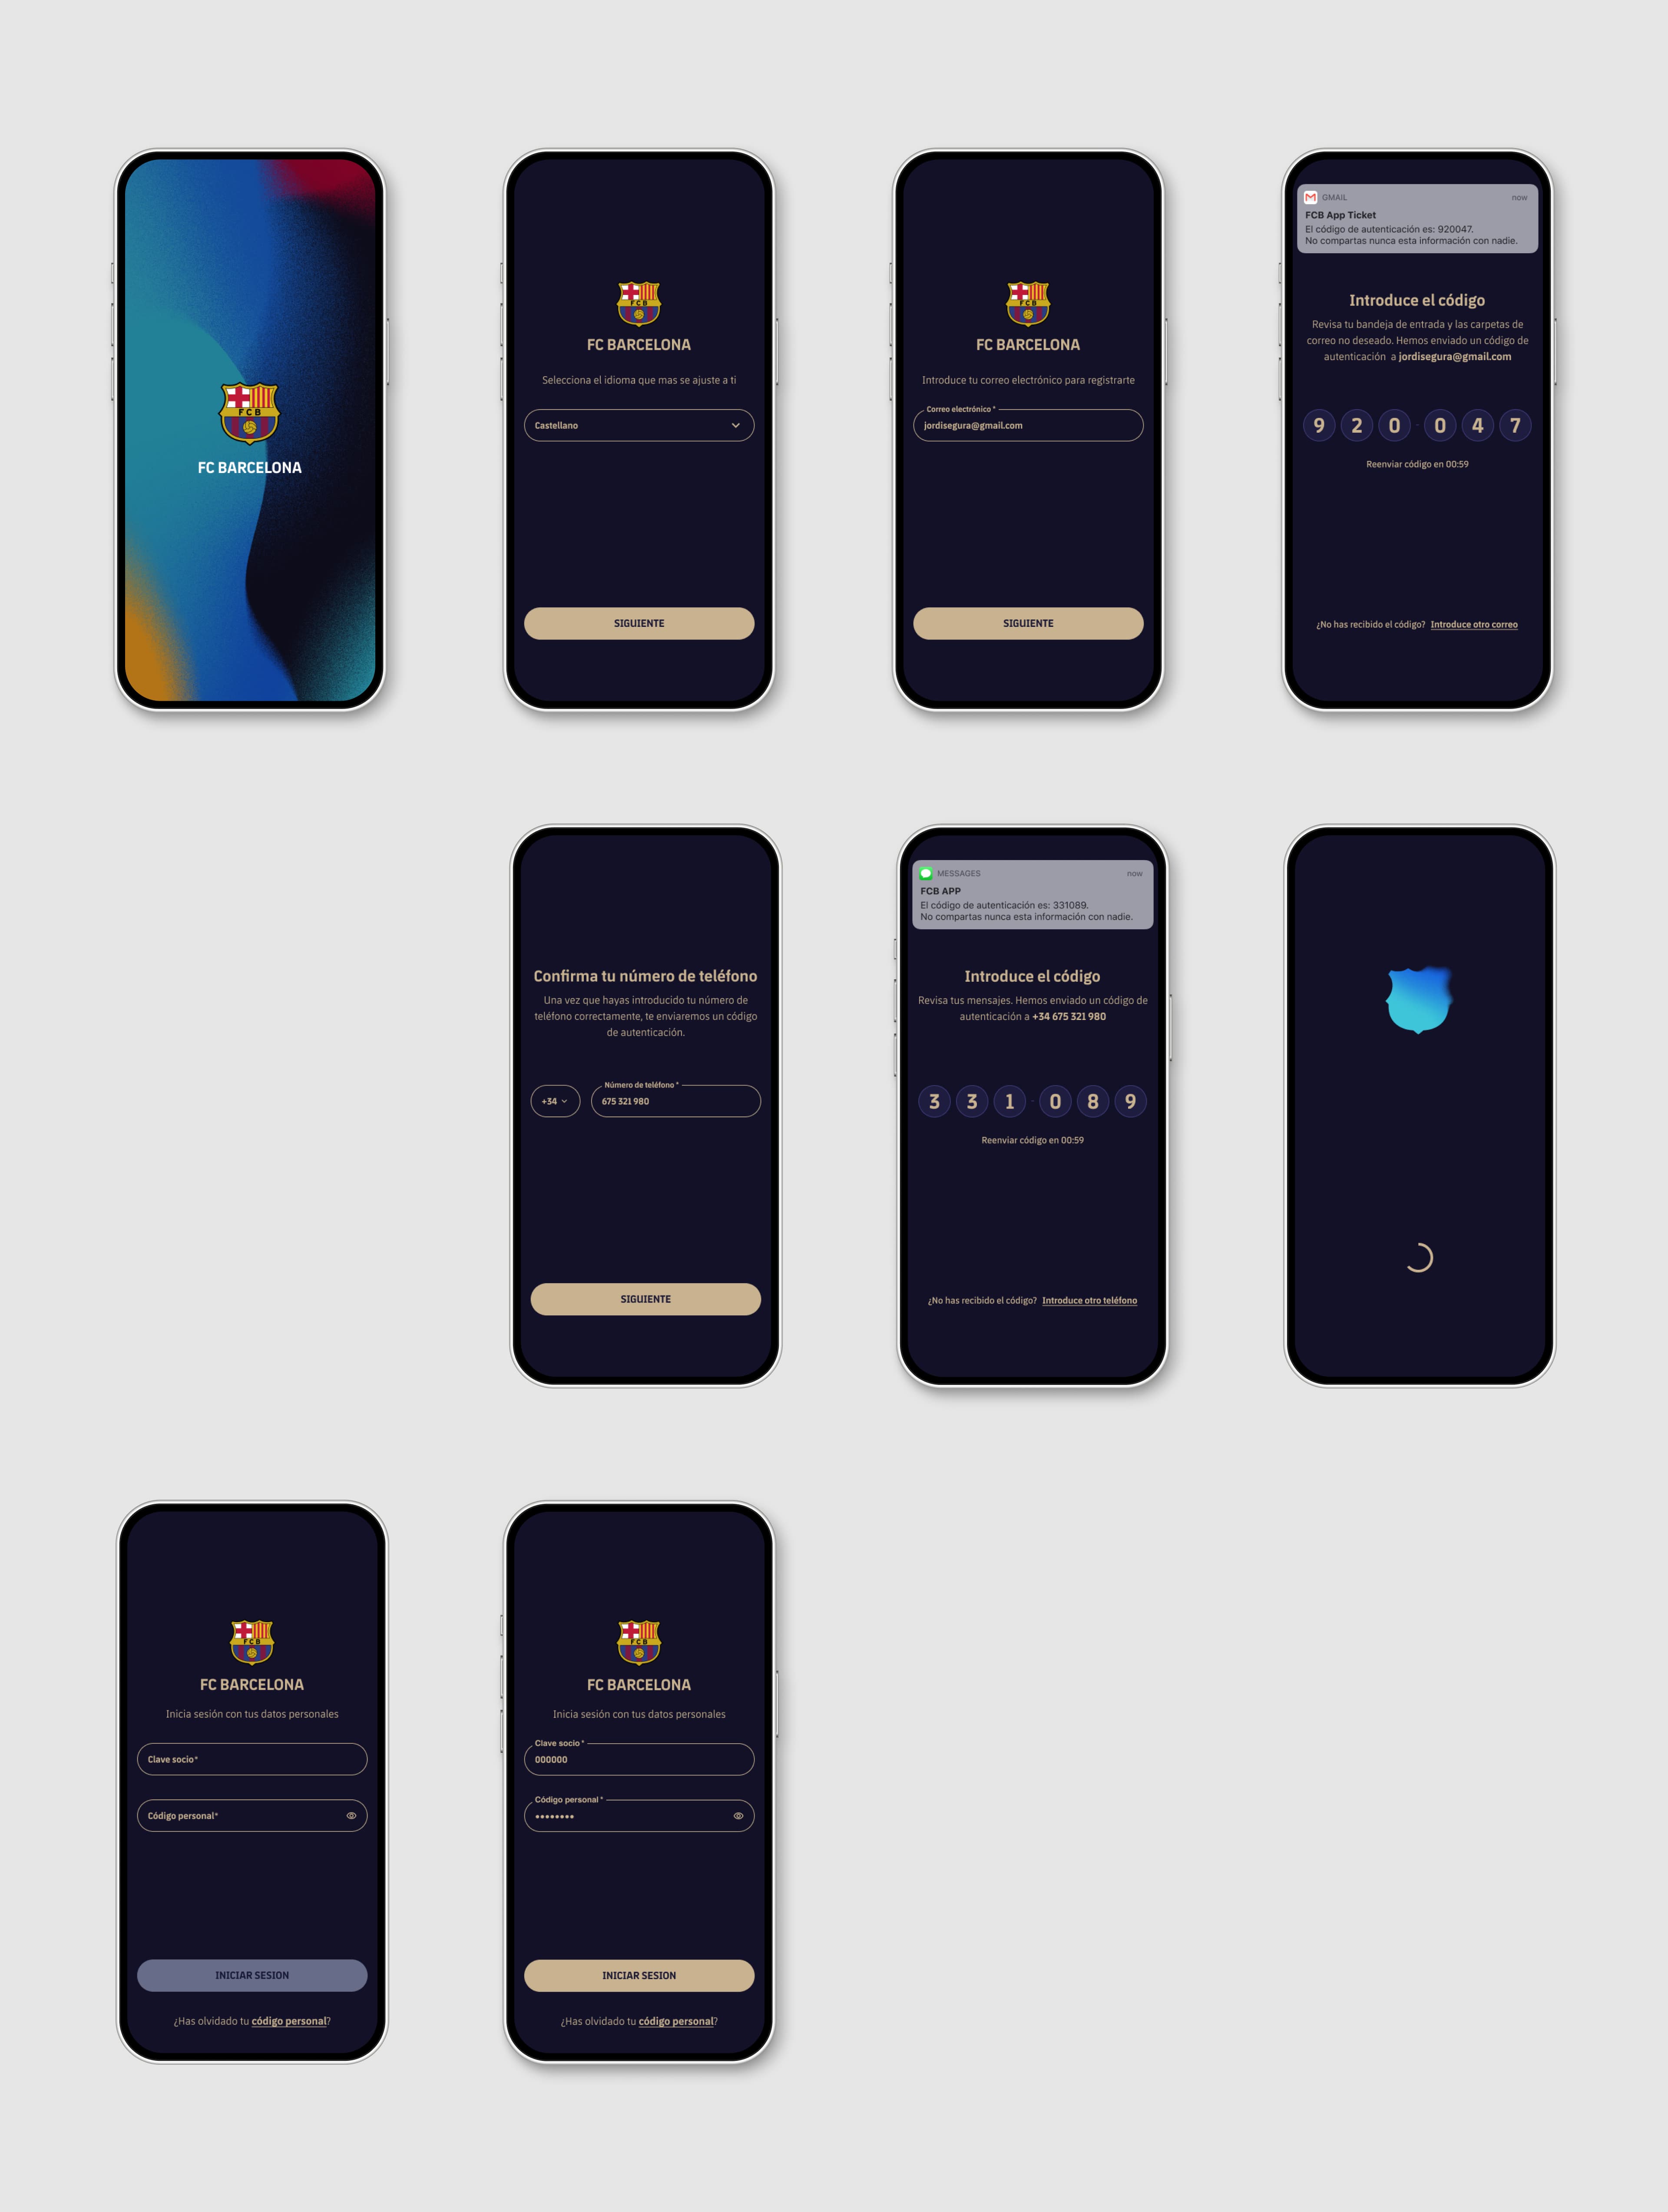 FCB
FC BARCELONA
FCB
FC BARCELONA
Selecciona el idioma que mas se ajuste a ti
Castellano
SIGUIENTE
FCB
FC BARCELONA
Introduce tu correo electrónico para registrarte
Correo electrónico *
jordisegura@gmail.com
SIGUIENTE
GMAIL now
FCB App Ticket
El código de autenticación es: 920047.
No compartas nunca esta información con nadie.
Introduce el código
Revisa tu bandeja de entrada y las carpetas de
correo no deseado. Hemos enviado un código de
autenticación a jordisegura@gmail.com
9 2 0 · 0 4 7
Reenviar código en 00:59
¿No has recibido el código? Introduce otro correo
Confirma tu número de teléfono
Una vez que hayas introducido tu número de
teléfono correctamente, te enviaremos un código
de autenticación.
Número de teléfono *
+34 675 321 980
SIGUIENTE
MESSAGES now
FCB APP
El código de autenticación es: 331089.
No compartas nunca esta información con nadie.
Introduce el código
Revisa tus mensajes. Hemos enviado un código de
autenticación a +34 675 321 980
3 3 1 · 0 8 9
Reenviar código en 00:59
¿No has recibido el código? Introduce otro teléfono
FCB
FC BARCELONA
Inicia sesión con tus datos personales
Clave socio*
Código personal*
INICIAR SESION
¿Has olvidado tu código personal?
FCB
FC BARCELONA
Inicia sesión con tus datos personales
Clave socio *
000000
Código personal *
••••••••
INICIAR SESION
¿Has olvidado tu código personal?